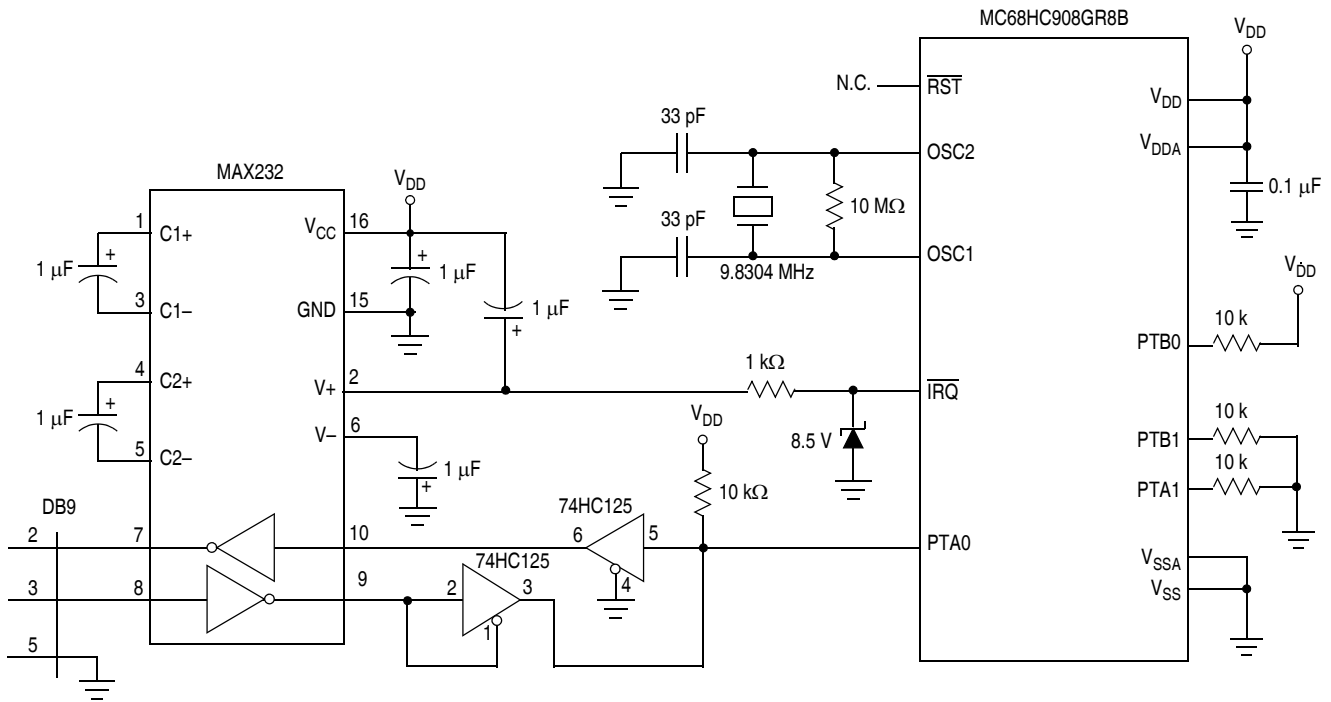 MC68HC908GR8B
VDD
N.C.
RST
VDD
33 pF
OSC2
VDDA
MAX232
10 MΩ
0.1 µF
VDD
1
C1+
VCC
16
33 pF
OSC1
1 µF
+
+
1 µF
9.8304 MHz
VDD
3
C1–
GND
15
1 µF
+
10 k
PTB0
4
C2+
V+
2
1 kΩ
IRQ
1 µF
+
V–
6
VDD
8.5 V
10 k
PTB1
5
C2–
1 µF
+
10 k
PTA1
DB9
10 kΩ
74HC125
2
7
10
6
5
4
PTA0
74HC125
VSSA
3
8
9
2
3
1
VSS
5